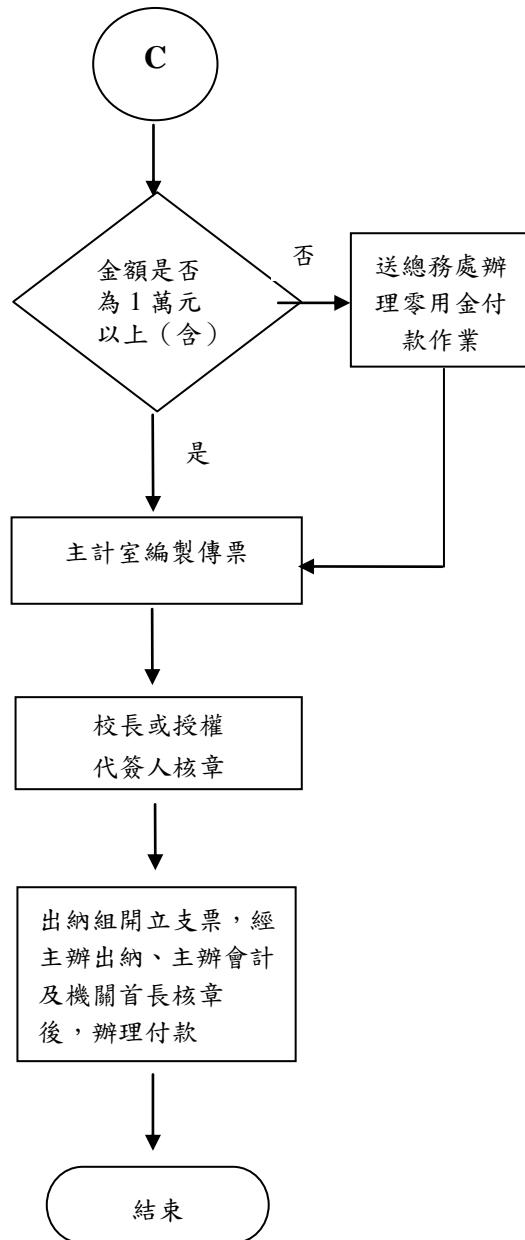 C
金額是否
為 1 萬元
以上（含）
否
送總務處辦
理零用金付
款作業
是
主計室編製傳票
校長或授權
代簽人核章
出納組開立支票，經
主辦出納、主辦會計
及機關首長核章
後，辦理付款
結束